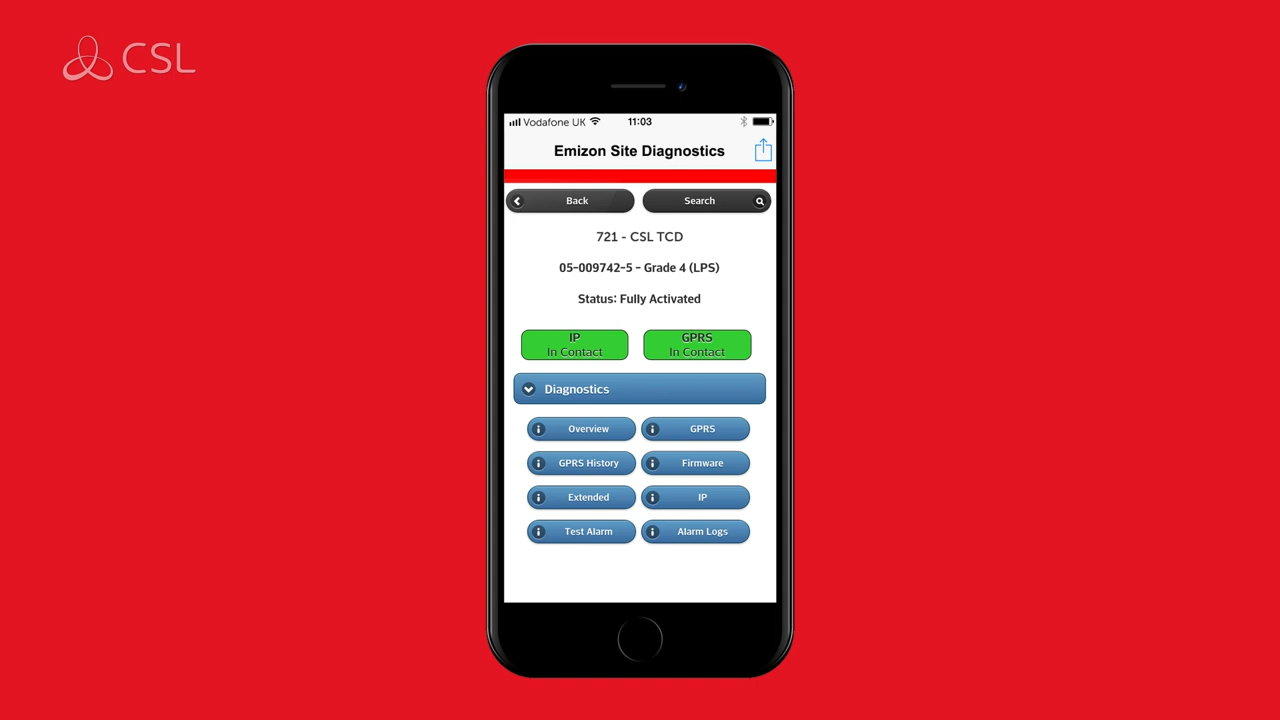 CSL
Vodafone UK 11:03
Emizon Site Diagnostics
Back Search
721 - CSL TCD
05-009742-5 - Grade 4 (LPS)
Status: Fully Activated
IP GPRS
In Contact In Contact
Diagnostics
Overview GPRS
GPRS History Firmware
Extended IP
Test Alarm Alarm Logs